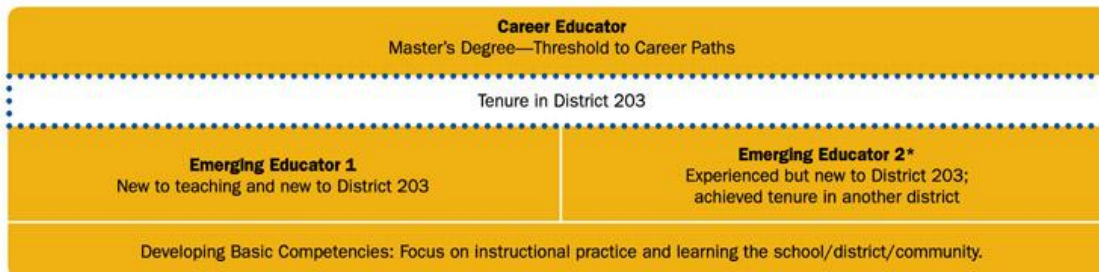 Career Educator
Master's Degree—Threshold to Career Paths
Tenure in District 203
Emerging Educator 1
New to teaching and new to District 203
Emerging Educator 2*
Experienced but new to District 203;
achieved tenure in another district
Developing Basic Competencies: Focus on instructional practice and learning the school/district/community.